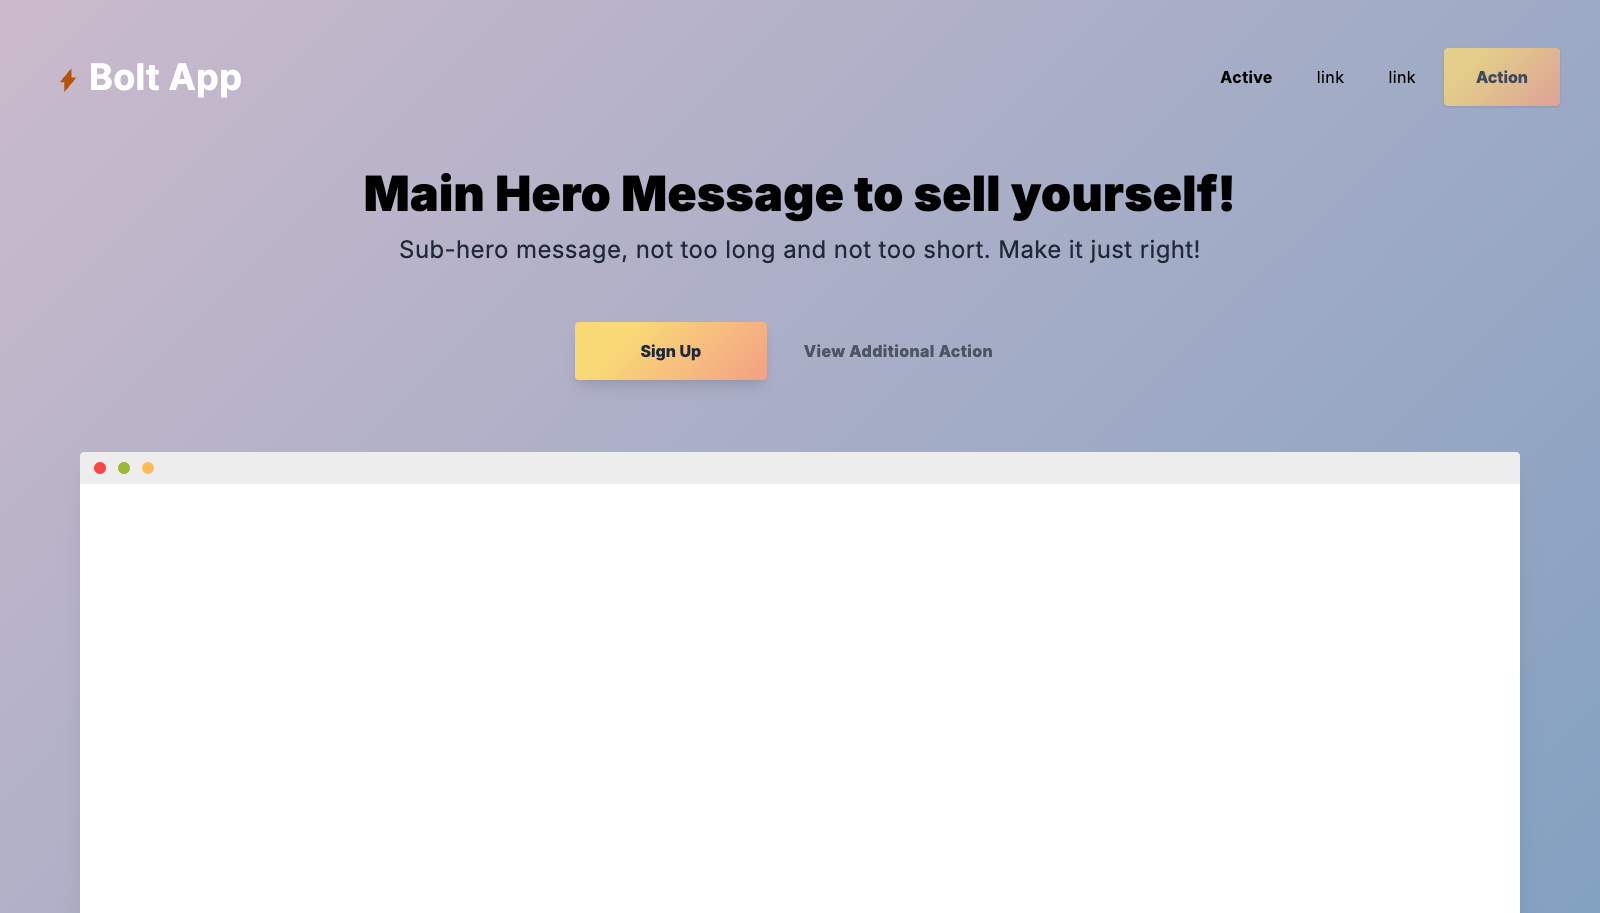 Bolt App
Active link link Action
Main Hero Message to sell yourself!
Sub-hero message, not too long and not too short. Make it just right!
Sign Up View Additional Action